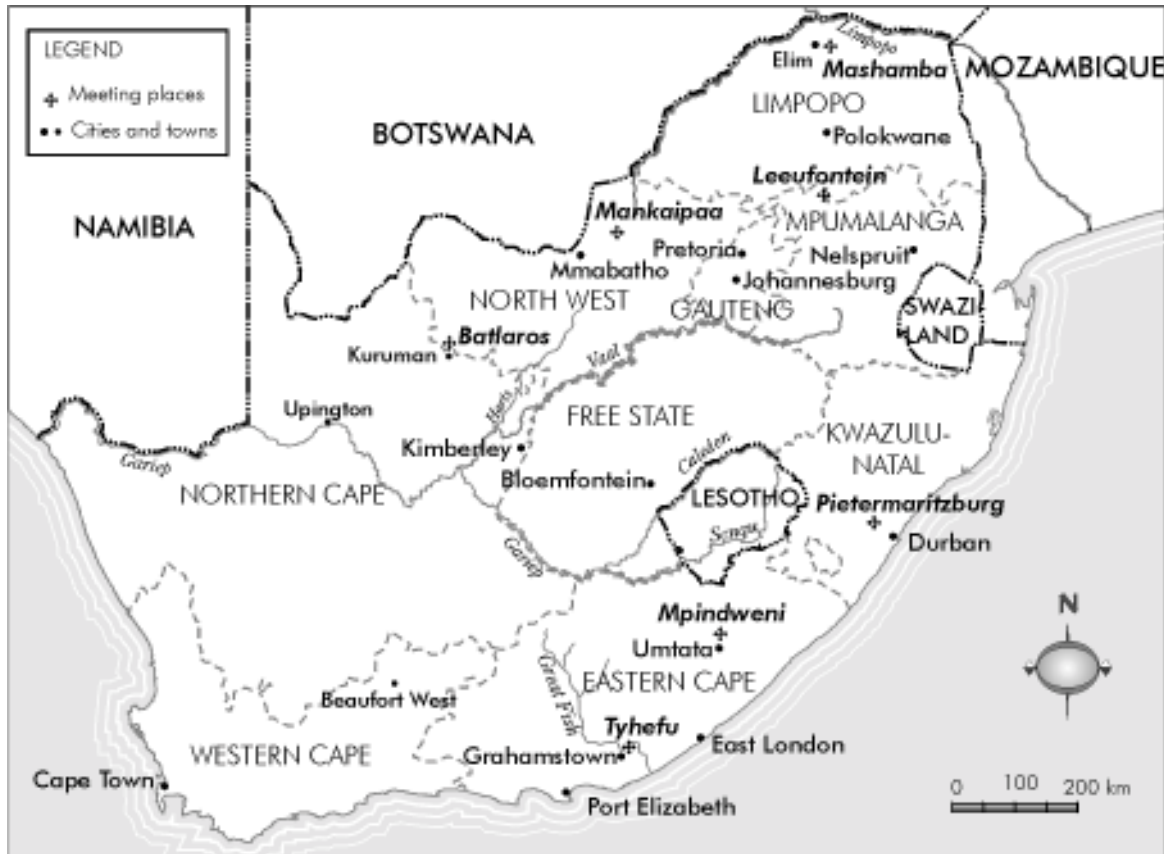 LEGEND
Meeting places
Cities and towns
Limpopo
Elim
Mashamba
MOZAMBIQUE
LIMPOPO
BOTSWANA
Polokwane
Leeufontein
NAMIBIA
Mankaipaa
MPUMALANGA
Pretoria
Nelspruit
Mmabatho
Johannesburg
NORTH WEST
GAUTENG
SWAZI-
LAND
Batlaros
Kuruman
Vaal
Harts
Upington
FREE STATE
KWAZULU-
NATAL
Kimberley
Caledon
Gariep
Bloemfontein
NORTHERN CAPE
LESOTHO
Pietermaritzburg
Senqu
Durban
Gariep
Mpindweni
N
Umtata
Great Fish
EASTERN CAPE
Beaufort West
Tyhefu
East London
WESTERN CAPE
Grahamstown
Cape Town
0 100 200 km
Port Elizabeth